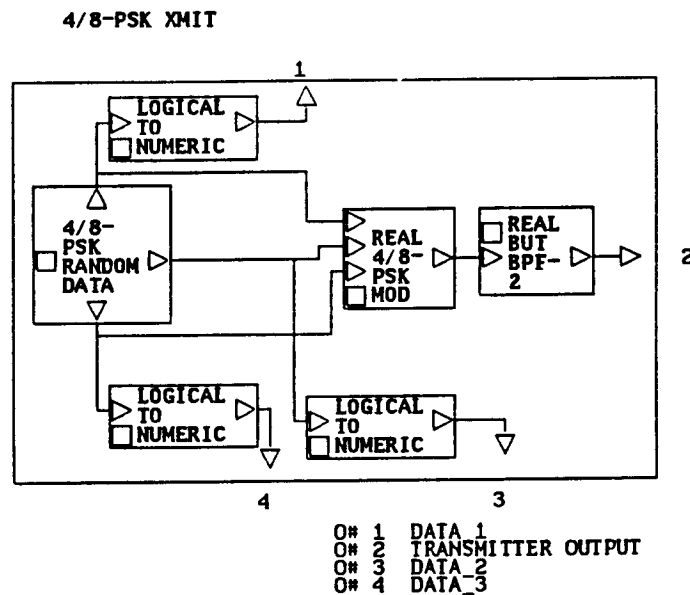 4/8-PSK XMIT
1
LOGICAL
TO
NUMERIC
4/8-
PSK
RANDOM
DATA
REAL
4/8-
PSK
MOD
REAL
BUT
BPF-
2
2
LOGICAL
TO
NUMERIC
LOGICAL
TO
NUMERIC
4
3
O# 1 DATA_1
O# 2 TRANSMITTER OUTPUT
O# 3 DATA_2
O# 4 DATA_3